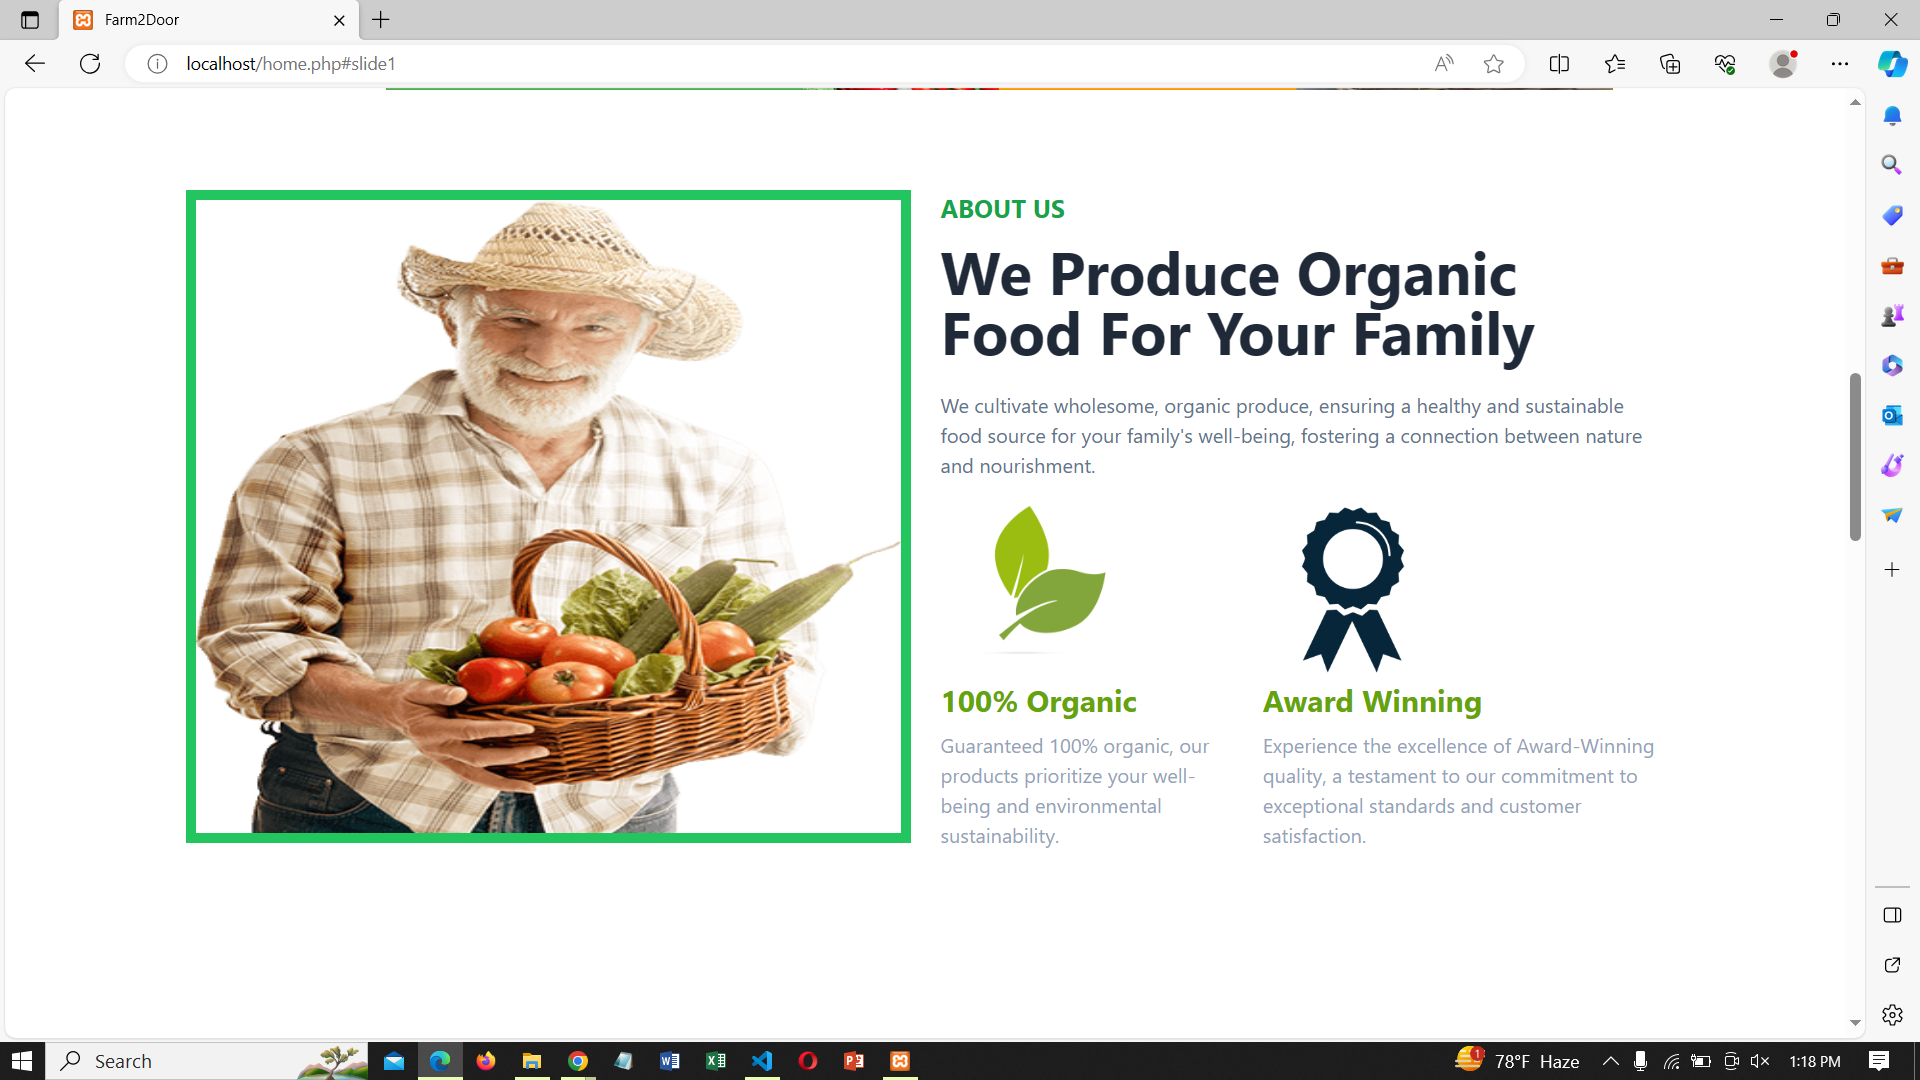 Farm2Door
localhost/home.php#slide1
ABOUT US
We Produce Organic
Food For Your Family
We cultivate wholesome, organic produce, ensuring a healthy and sustainable
food source for your family's well-being, fostering a connection between nature
and nourishment.
100% Organic
Guaranteed 100% organic, our
products prioritize your well-
being and environmental
sustainability.
Award Winning
Experience the excellence of Award-Winning
quality, a testament to our commitment to
exceptional standards and customer
satisfaction.
Search
1
78°F Haze
1:18 PM